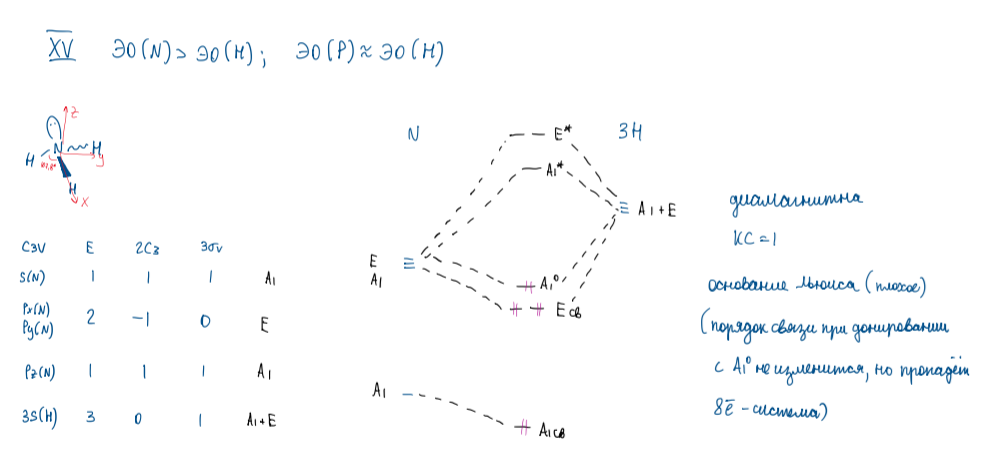 XV ЭО(N) > ЭО(H); ЭО(P) ≈ ЭО(H)
z
N
H
H
y
H
x
N
3H
E*
A₁*
A₁+E
E
A₁
A₁⁰
Eсв
A₁
A₁св
C3V E 2C3 3σv
S(N) 1 1 1 A₁
Px(N)
Py(N) 2 -1 0 E
Pz(N) 1 1 1 A₁
3S(H) 3 0 1 A₁+E
диамагнитна
КС=1
основание Льюиса (плохое)
(порядок связи при донировании
с A₁⁰ не изменится, но пропадёт
8ē-система)